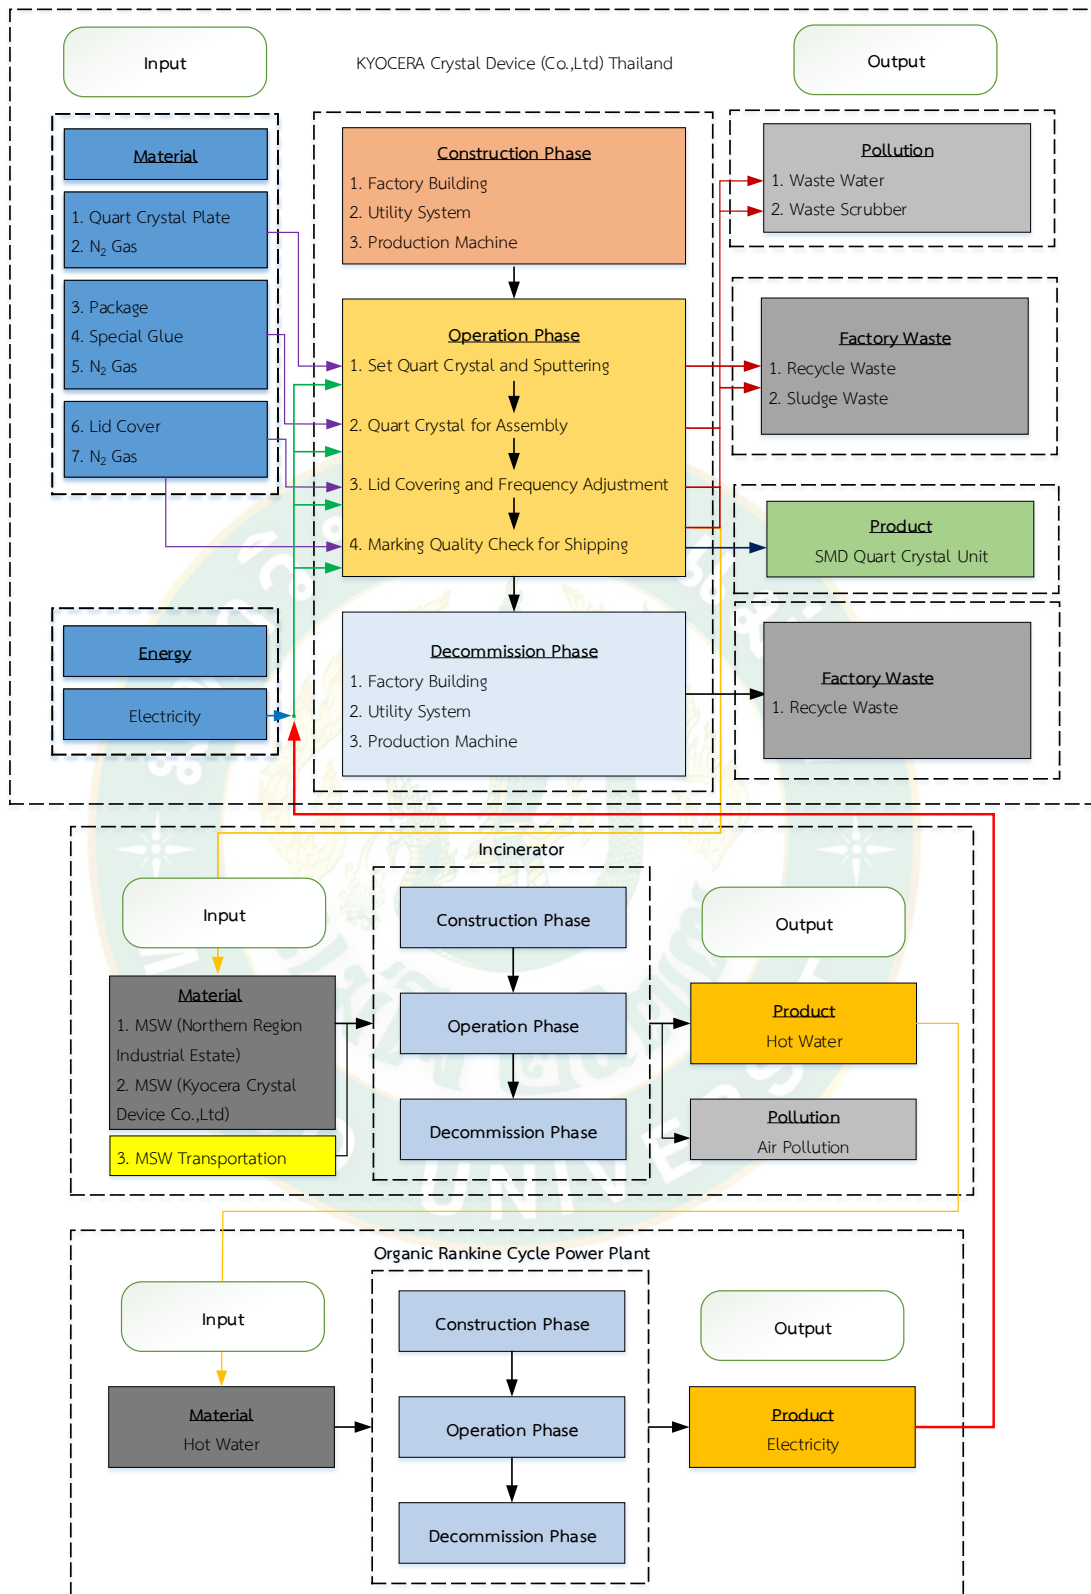 Input
KYOCERA Crystal Device (Co.,Ltd) Thailand
Output
Material
1. Quart Crystal Plate
2. N₂ Gas
3. Package
4. Special Glue
5. N₂ Gas
6. Lid Cover
7. N₂ Gas
Energy
Electricity
Construction Phase
1. Factory Building
2. Utility System
3. Production Machine
Operation Phase
1. Set Quart Crystal and Sputtering
2. Quart Crystal for Assembly
3. Lid Covering and Frequency Adjustment
4. Marking Quality Check for Shipping
Decommission Phase
1. Factory Building
2. Utility System
3. Production Machine
Pollution
1. Waste Water
2. Waste Scrubber
Factory Waste
1. Recycle Waste
2. Sludge Waste
Product
SMD Quart Crystal Unit
Factory Waste
1. Recycle Waste
Incinerator
Input
Material
1. MSW (Northern Region
Industrial Estate)
2. MSW (Kyocera Crystal
Device Co.,Ltd)
3. MSW Transportation
Construction Phase
Operation Phase
Decommission Phase
Output
Product
Hot Water
Pollution
Air Pollution
Organic Rankine Cycle Power Plant
Input
Material
Hot Water
Construction Phase
Operation Phase
Decommission Phase
Output
Product
Electricity